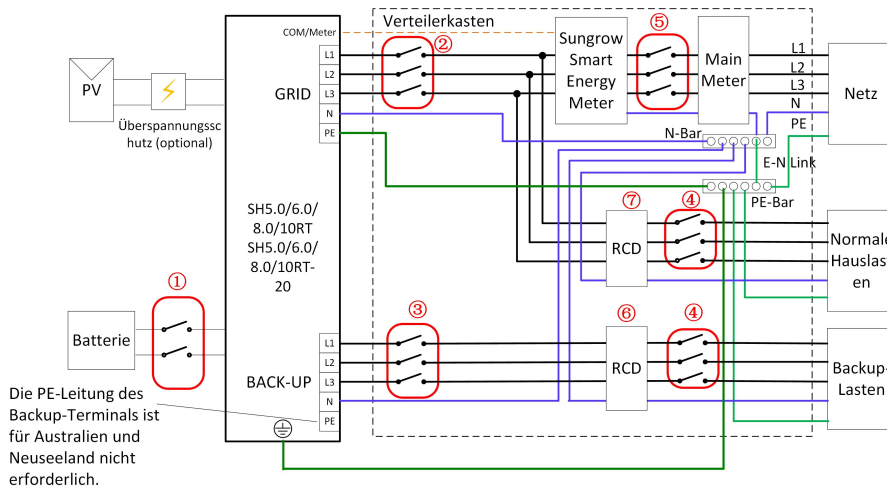 Verteilerkasten
COM/Meter
②
⑤
L1
L2
L3
N
PE
GRID
Sungrow
Smart
Energy
Meter
Main
Meter
L1
L2
L3
N
PE
Netz
PV
Überspannungssc
hutz (optional)
N-Bar
E-N Link
PE-Bar
SH5.0/6.0/
8.0/10RT
SH5.0/6.0/
8.0/10RT-
20
⑦
④
RCD
Normale
Hauslast
en
①
Batterie
③
⑥
④
L1
L2
L3
N
PE
BACK-UP
RCD
Backup-
Lasten
Die PE-Leitung des
Backup-Terminals ist
für Australien und
Neuseeland nicht
erforderlich.